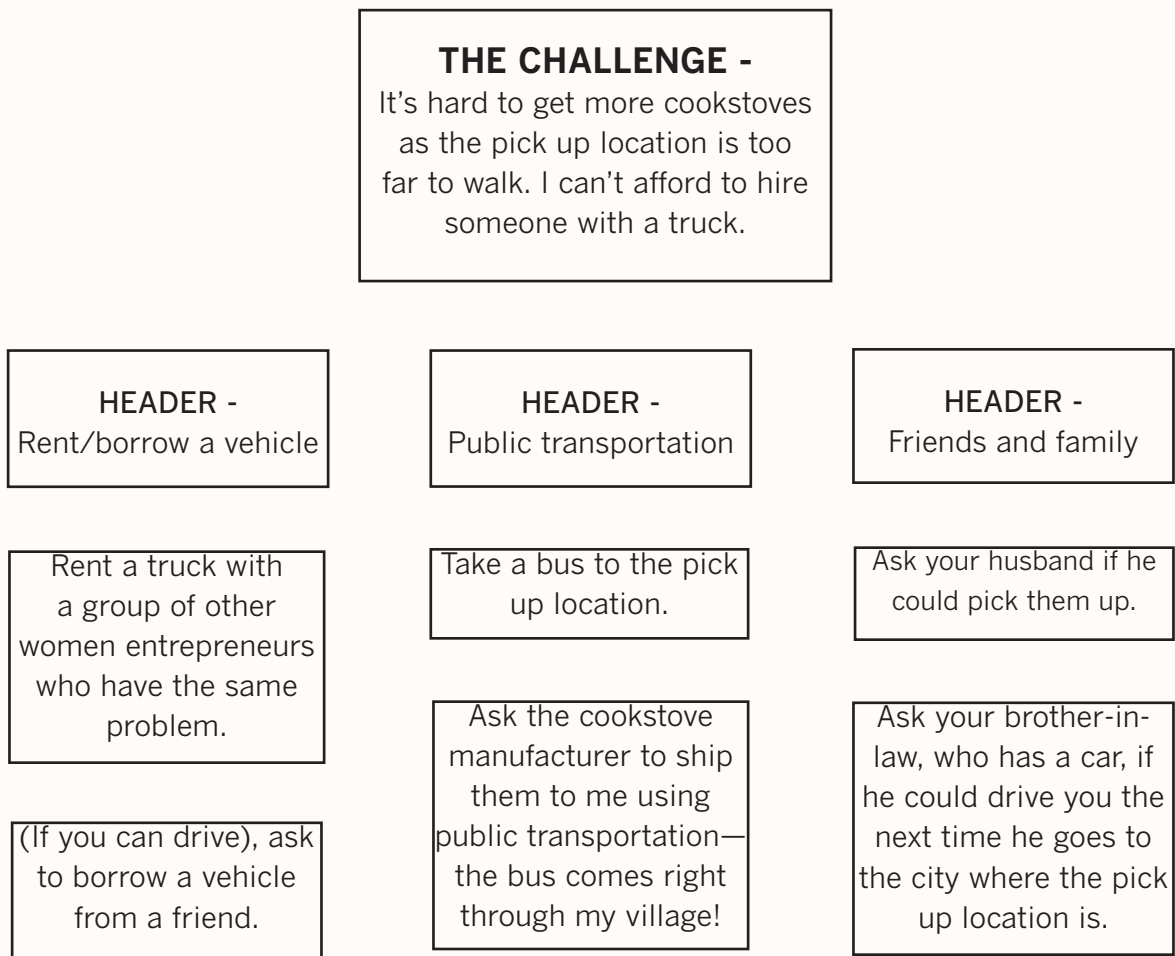 THE CHALLENGE -
It's hard to get more cookstoves
as the pick up location is too
far to walk. I can't afford to hire
someone with a truck.
HEADER -
Rent/borrow a vehicle
HEADER -
Public transportation
HEADER -
Friends and family
Rent a truck with
a group of other
women entrepreneurs
who have the same
problem.
Take a bus to the pick
up location.
Ask your husband if he
could pick them up.
(If you can drive), ask
to borrow a vehicle
from a friend.
Ask the cookstove
manufacturer to ship
them to me using
public transportation—
the bus comes right
through my village!
Ask your brother-in-
law, who has a car, if
he could drive you the
next time he goes to
the city where the pick
up location is.